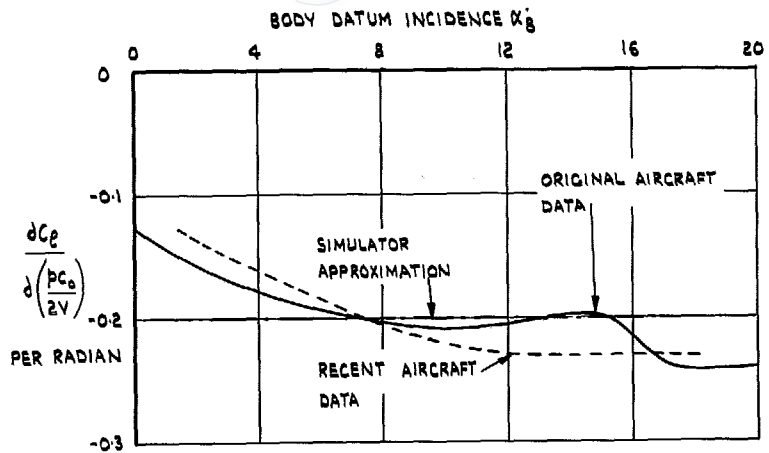 BODY DATUM INCIDENCE α°B
0 4 8 12 16 20
0
-0.1
-0.2
-0.3
∂Cℓ
∂(pc₀
2V)
PER RADIAN
ORIGINAL AIRCRAFT
DATA
SIMULATOR
APPROXIMATION
RECENT AIRCRAFT
DATA